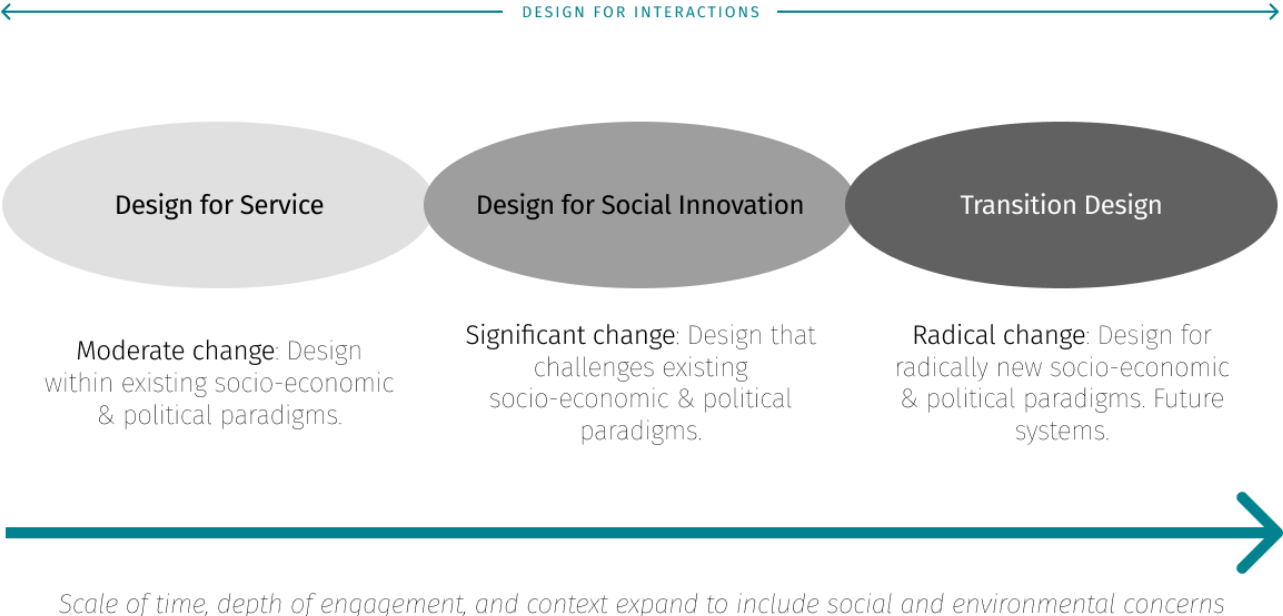 DESIGN FOR INTERACTIONS
Design for Service
Design for Social Innovation
Transition Design
Moderate change: Design
within existing socio-economic
& political paradigms.
Significant change: Design that
challenges existing
socio-economic & political
paradigms.
Radical change: Design for
radically new socio-economic
& political paradigms. Future
systems.
Scale of time, depth of engagement, and context expand to include social and environmental concerns